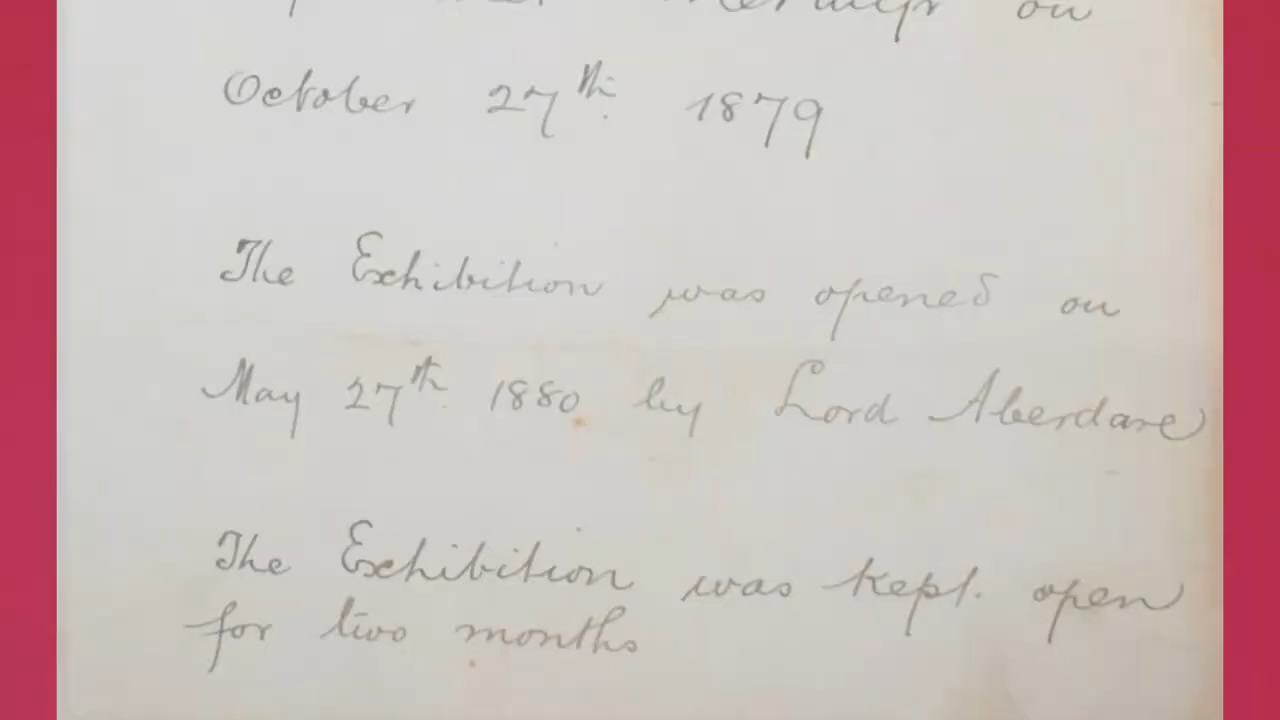 on
October 27th 1879
The Exhibition was opened on
May 27th 1880 by Lord Aberdare
The Exhibition was kept open
for two months